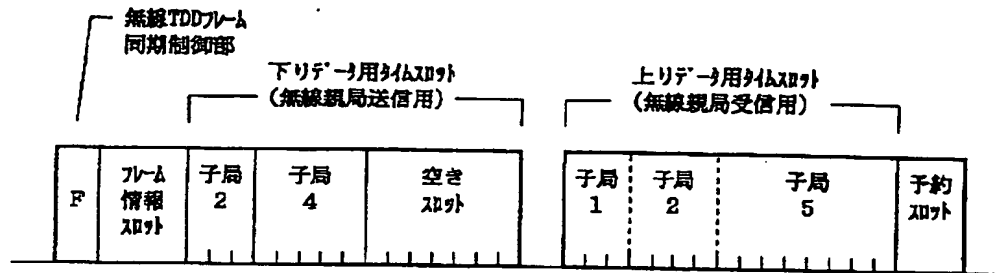 無線TDDﾌﾚｰﾑ
同期制御部
下りﾃﾞｰﾀ用ﾀｲﾑｽﾛｯﾄ
(無線親局送信用)
上りﾃﾞｰﾀ用ﾀｲﾑｽﾛｯﾄ
(無線親局受信用)
F
ﾌﾚｰﾑ
情報
ｽﾛｯﾄ
子局
2
子局
4
空き
ｽﾛｯﾄ
子局
1
子局
2
子局
5
予約
ｽﾛｯﾄ